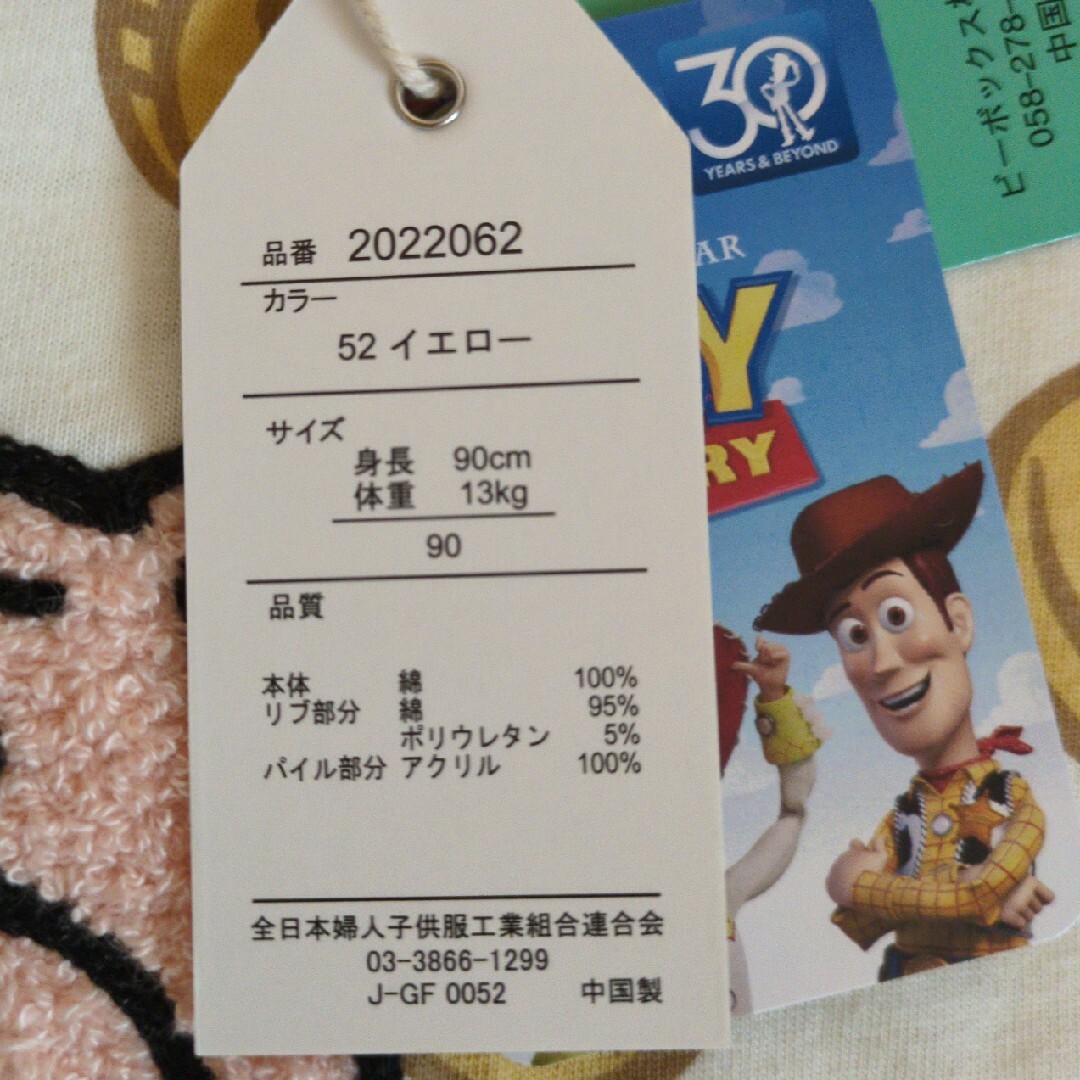 品番 2022062
カラー
52 イエロー
サイズ
身長 90cm
体重 13kg
90
品質
本体 綿 100%
リブ部分 綿 95%
ポリウレタン 5%
パイル部分 アクリル 100%
全日本婦人子供服工業組合連合会
03-3866-1299
J-GF 0052 中国製
30
YEARS & BEYOND
AR
Y
RY
ビーボックス
058-278-
中国